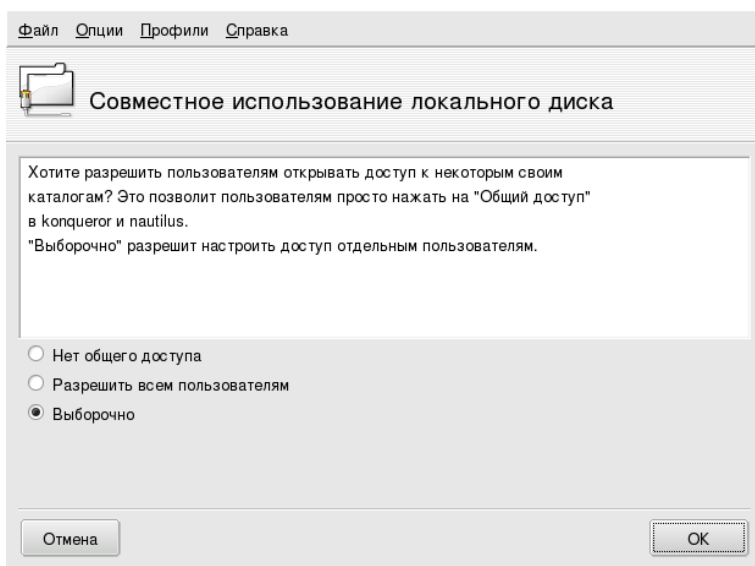 Файл Опции Профили Справка
Совместное использование локального диска
Хотите разрешить пользователям открывать доступ к некоторым своим
каталогам? Это позволит пользователям просто нажать на "Общий доступ"
в konqueror и nautilus.
"Выборочно" разрешит настроить доступ отдельным пользователям.
Нет общего доступа
Разрешить всем пользователям
Выборочно
Отмена OK